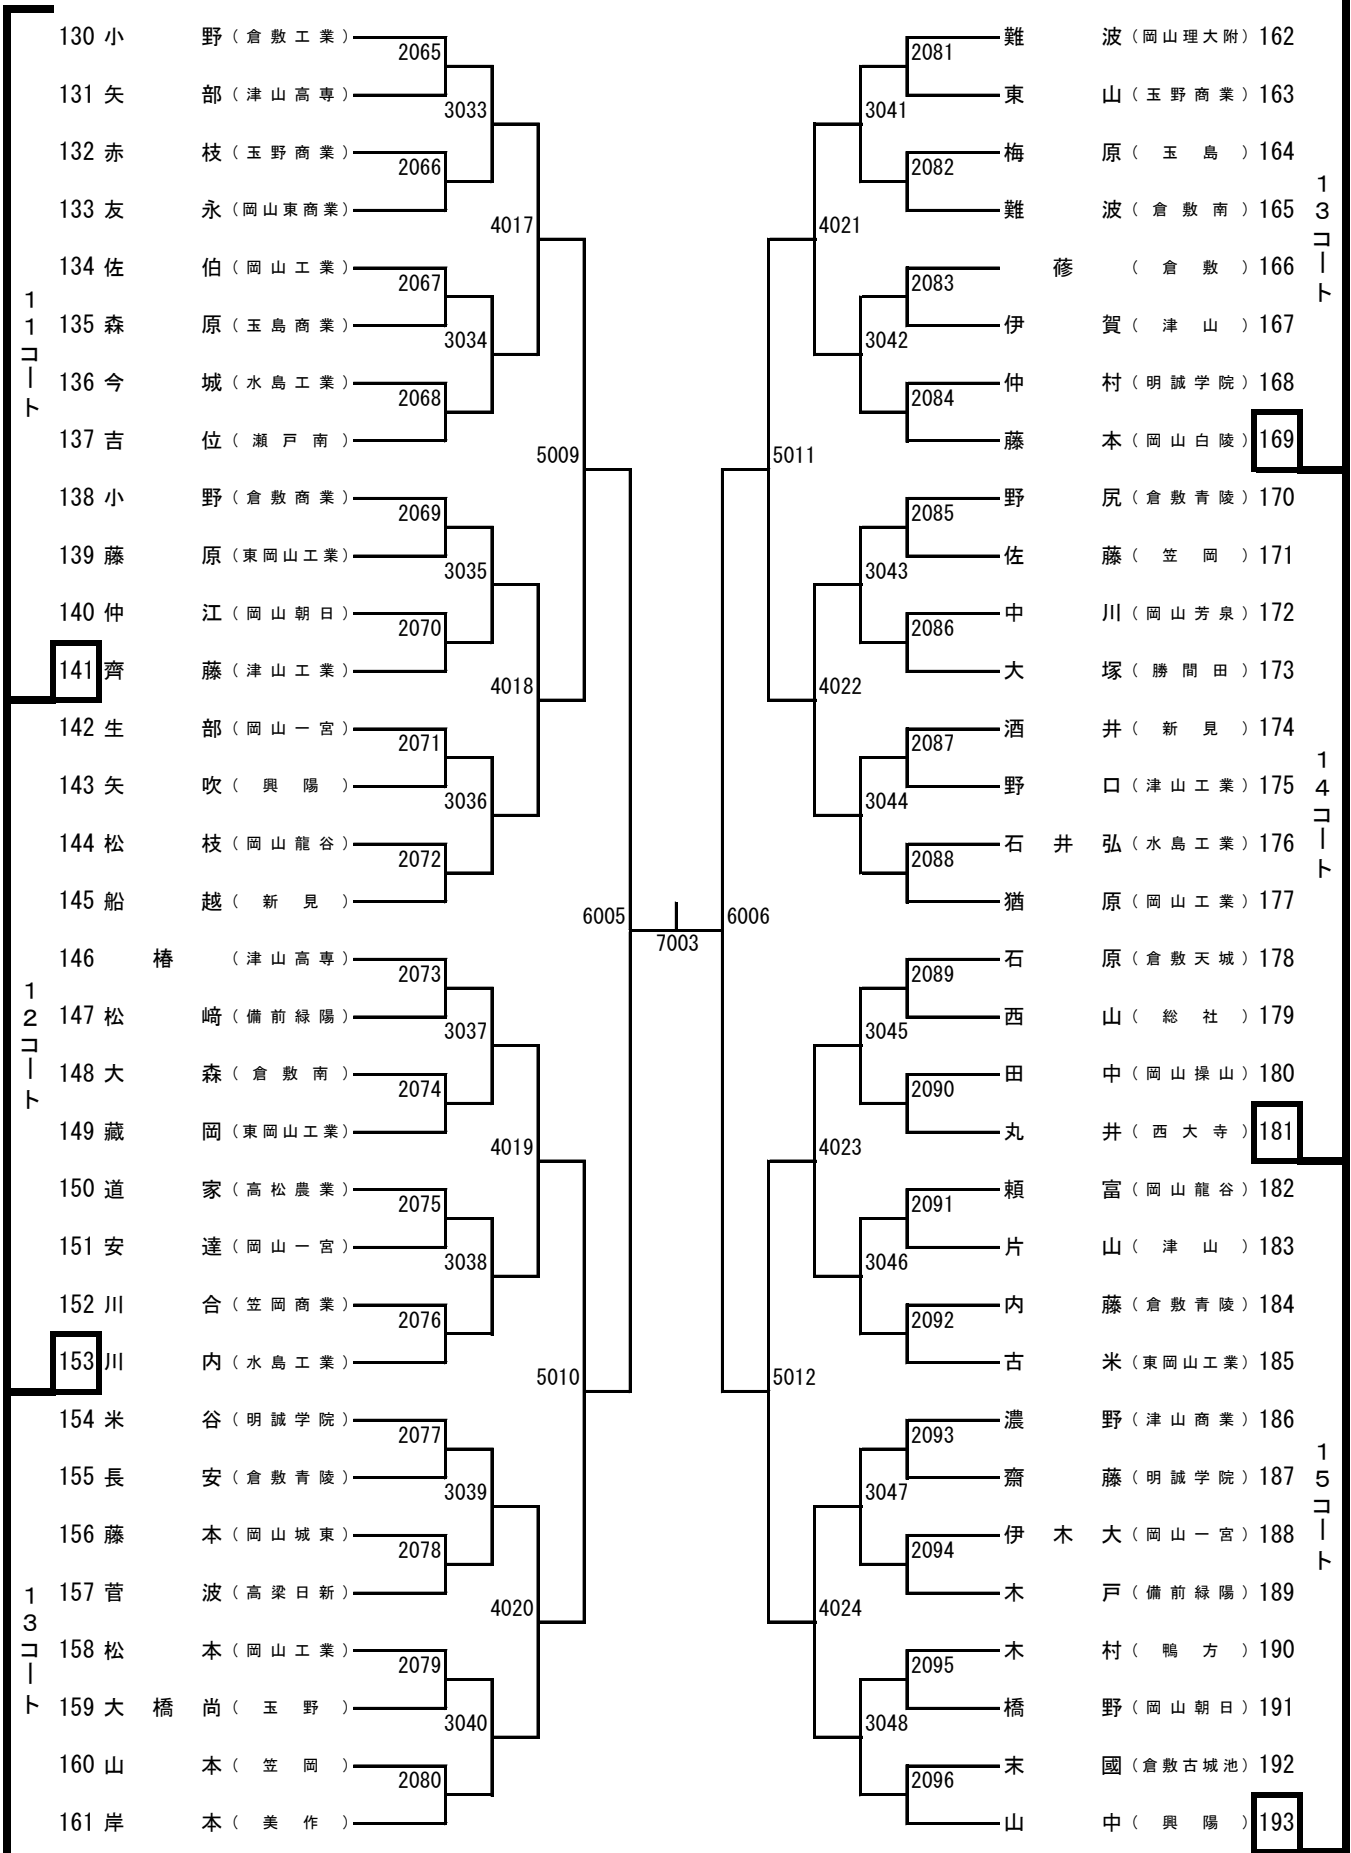 11コート
130 小野（倉敷工業）
131 矢部（津山高専）
132 赤枝（玉野商業）
133 友永（岡山東商業）
134 佐伯（岡山工業）
135 森原（玉島商業）
136 今城（水島工業）
137 吉位（瀬戸南）
138 小野（倉敷商業）
139 藤原（東岡山工業）
140 仲江（岡山朝日）
141 齊藤（津山工業）
12コート
142 生部（岡山一宮）
143 矢吹（興陽）
144 松枝（岡山龍谷）
145 船越（新見）
146 椿（津山高専）
147 松﨑（備前緑陽）
148 大森（倉敷南）
149 藏岡（東岡山工業）
150 道家（高松農業）
151 安達（岡山一宮）
152 川合（笠岡商業）
153 川内（水島工業）
13コート
154 米谷（明誠学院）
155 長安（倉敷青陵）
156 藤本（岡山城東）
157 菅波（高梁日新）
158 松本（岡山工業）
159 大橋尚（玉野）
160 山本（笠岡）
161 岸本（美作）
2065
2066
2067
2068
2069
2070
2071
2072
2073
2074
2075
2076
2077
2078
2079
2080
3033
3034
3035
3036
3037
3038
3039
3040
4017
4018
4019
4020
5009
5010
6005
7003
6006
5011
5012
4021
4022
4023
4024
3041
3042
3043
3044
3045
3046
3047
3048
2081
2082
2083
2084
2085
2086
2087
2088
2089
2090
2091
2092
2093
2094
2095
2096
難波（岡山理大附）162
東山（玉野商業）163
梅原（玉島）164
難波（倉敷南）165
蓚（倉敷）166
伊賀（津山）167
仲村（明誠学院）168
藤本（岡山白陵）169
13コート
野尻（倉敷青陵）170
佐藤（笠岡）171
中川（岡山芳泉）172
大塚（勝間田）173
酒井（新見）174
野口（津山工業）175
石井弘（水島工業）176
猶原（岡山工業）177
石原（倉敷天城）178
西山（総社）179
田中（岡山操山）180
丸井（西大寺）181
14コート
頼富（岡山龍谷）182
片山（津山）183
内藤（倉敷青陵）184
古米（東岡山工業）185
濃野（津山商業）186
齋藤（明誠学院）187
伊木大（岡山一宮）188
木戸（備前緑陽）189
木村（鴨方）190
橋野（岡山朝日）191
末國（倉敷古城池）192
山中（興陽）193
15コート